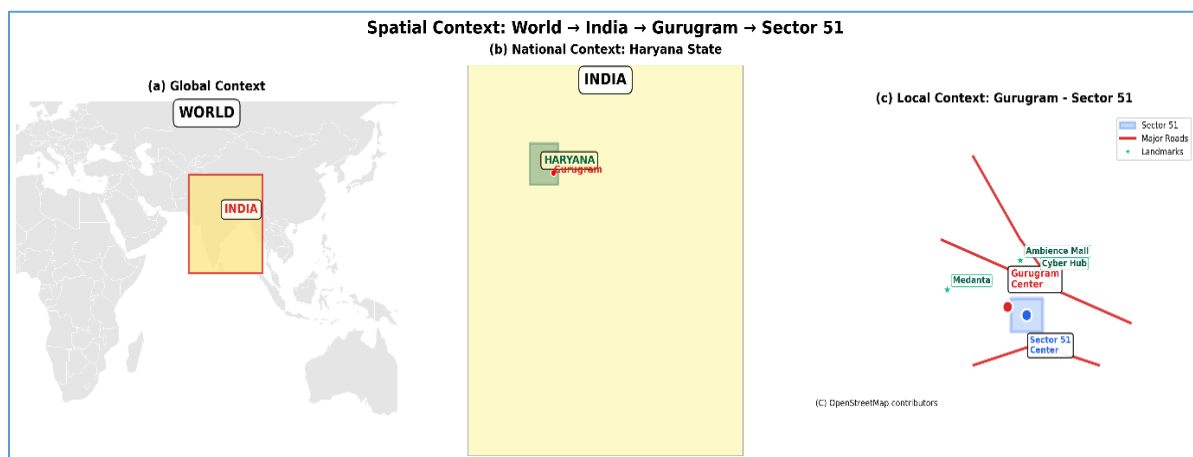 Spatial Context: World → India → Gurugram → Sector 51
(a) Global Context
WORLD
INDIA
(b) National Context: Haryana State
INDIA
HARYANA
Gurugram
(c) Local Context: Gurugram - Sector 51
Sector 51
Major Roads
Landmarks
Ambience Mall
Cyber Hub
Gurugram
Center
Medanta
Sector 51
Center
(C) OpenStreetMap contributors